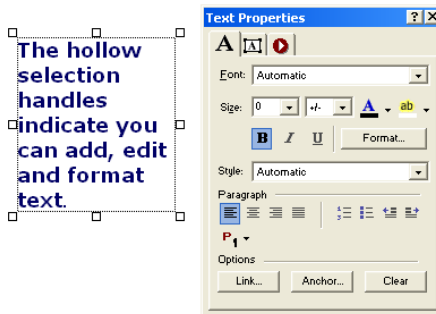 The hollow
selection
handles
indicate you
can add, edit
and format
text.
Text Properties
A A
Font: Automatic
Size: 0 +/- A ab
B I U Format...
Style: Automatic
Paragraph
P1
Options
Link... Anchor... Clear